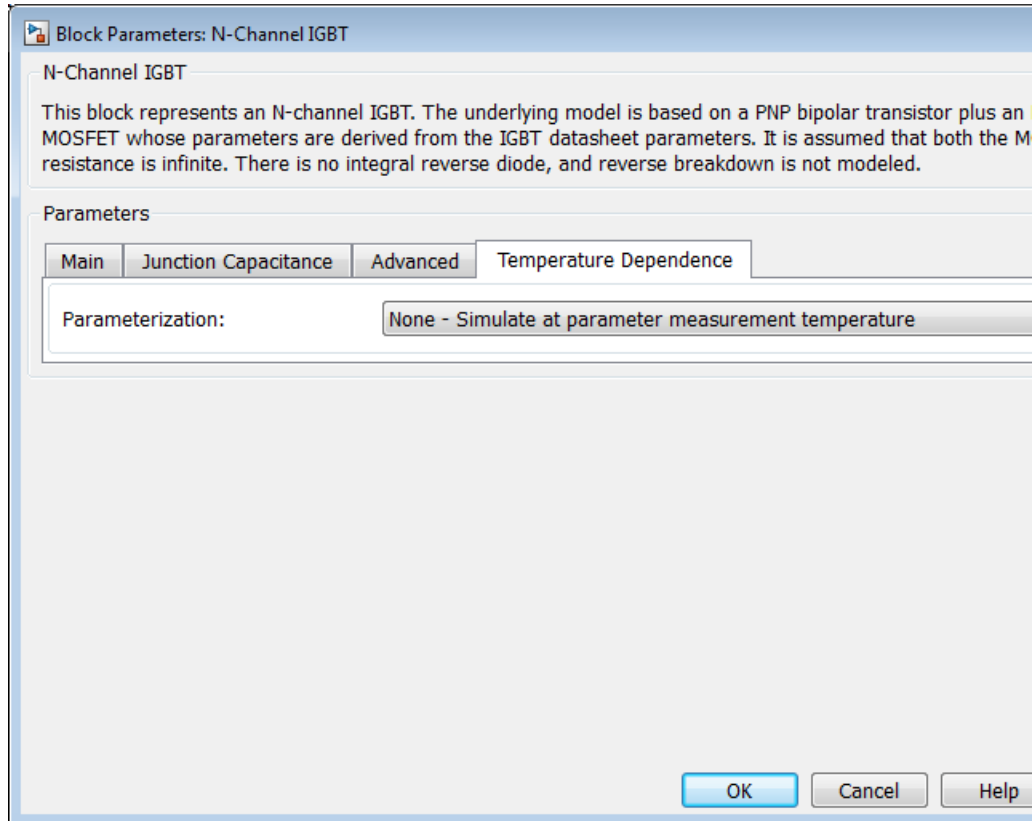 Block Parameters: N-Channel IGBT
N-Channel IGBT
This block represents an N-channel IGBT. The underlying model is based on a PNP bipolar transistor plus an
MOSFET whose parameters are derived from the IGBT datasheet parameters. It is assumed that both the
resistance is infinite. There is no integral reverse diode, and reverse breakdown is not modeled.
Parameters
Main Junction Capacitance Advanced Temperature Dependence
Parameterization: None - Simulate at parameter measurement temperature
OK Cancel Help